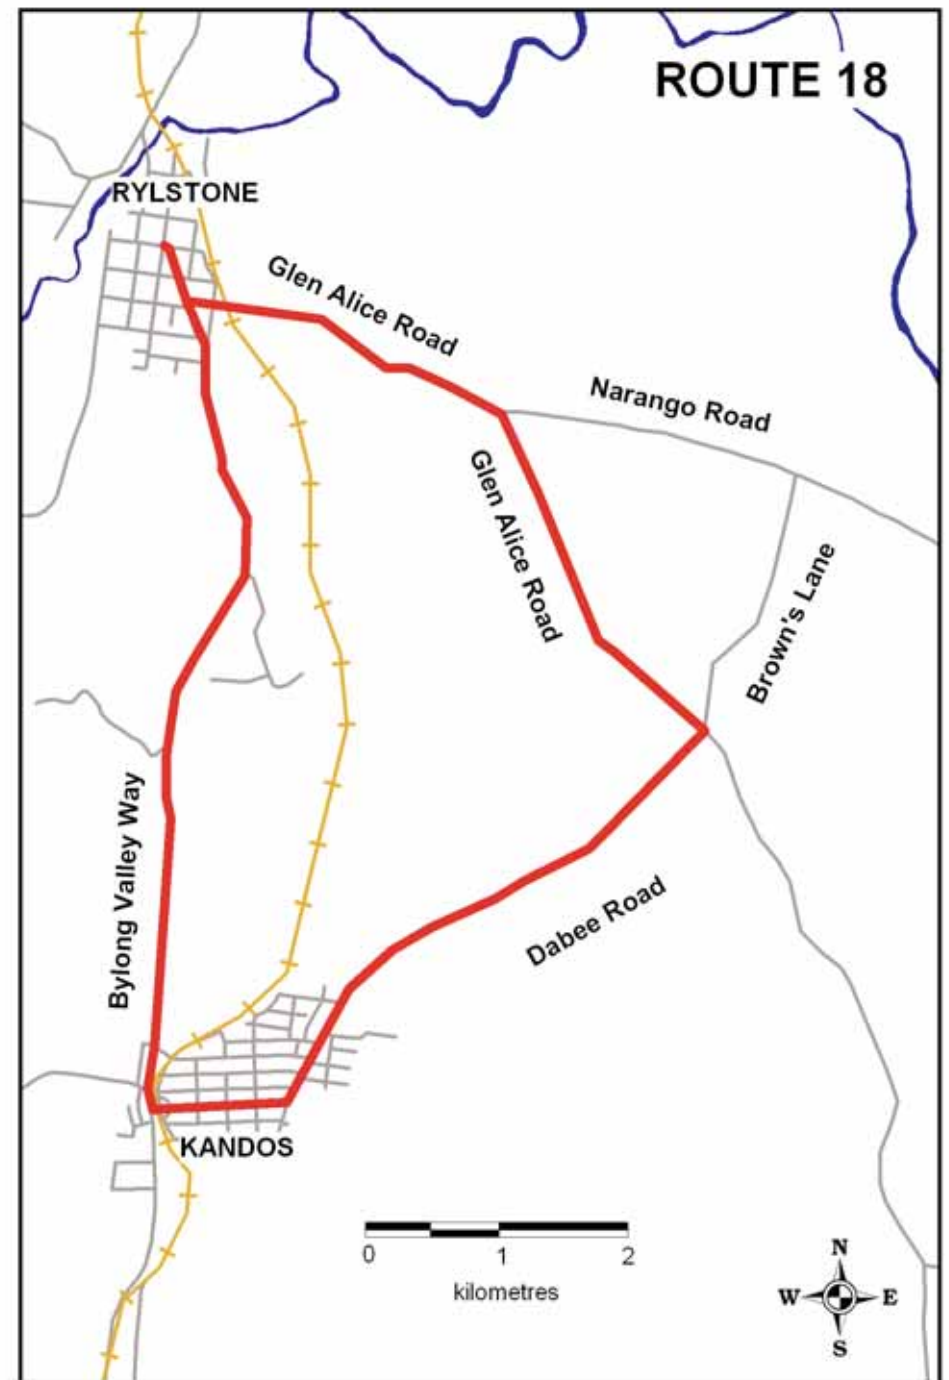 ROUTE 18
RYLSTONE
Glen Alice Road
Narango Road
Glen Alice Road
Brown's Lane
Bylong Valley Way
Dabee Road
KANDOS
0 1 2
kilometres
N
W E
S